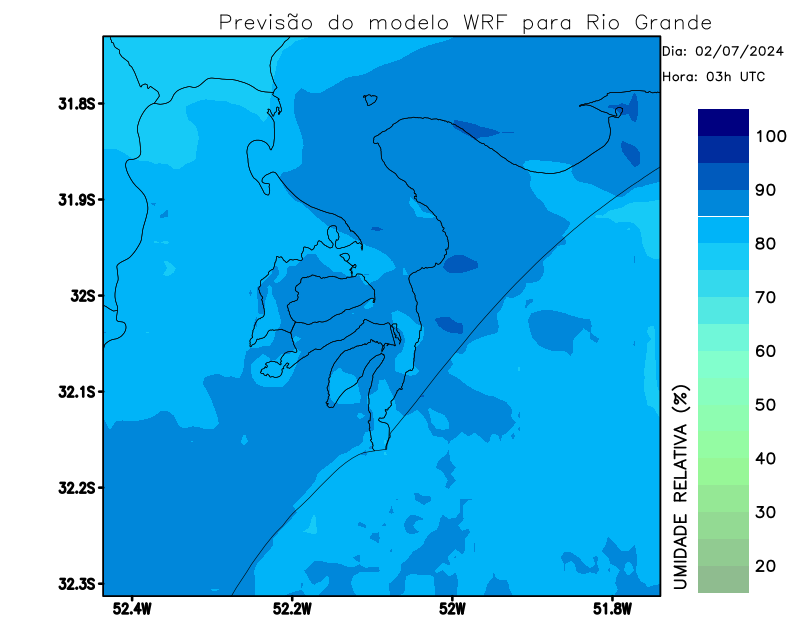 Previsão do modelo WRF para Rio Grande
Dia: 02/07/2024
Hora: 03h UTC
31.8S
31.9S
32S
32.1S
32.2S
32.3S
52.4W 52.2W 52W 51.8W
100
90
80
70
60
50
40
30
20
UMIDADE RELATIVA (%)